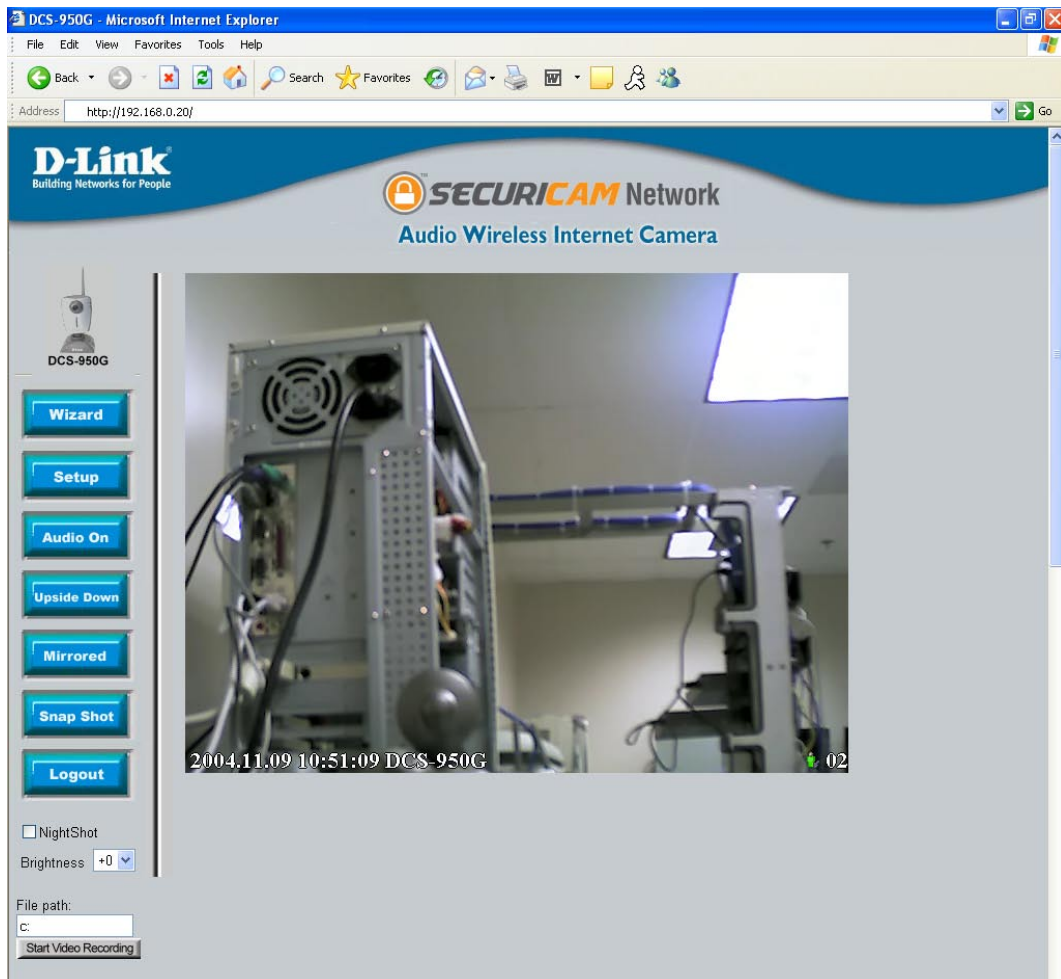 DCS-950G - Microsoft Internet Explorer
File Edit View Favorites Tools Help
Back Search Favorites
Address http://192.168.0.20/ Go
D-Link
Building Networks for People
SECURICAM Network
™
Audio Wireless Internet Camera
DCS-950G
Wizard
Setup
Audio On
Upside Down
Mirrored
Snap Shot
Logout
2004.11.09 10:51:09 DCS-950G 02
NightShot
Brightness +0
File path:
c:
Start Video Recording